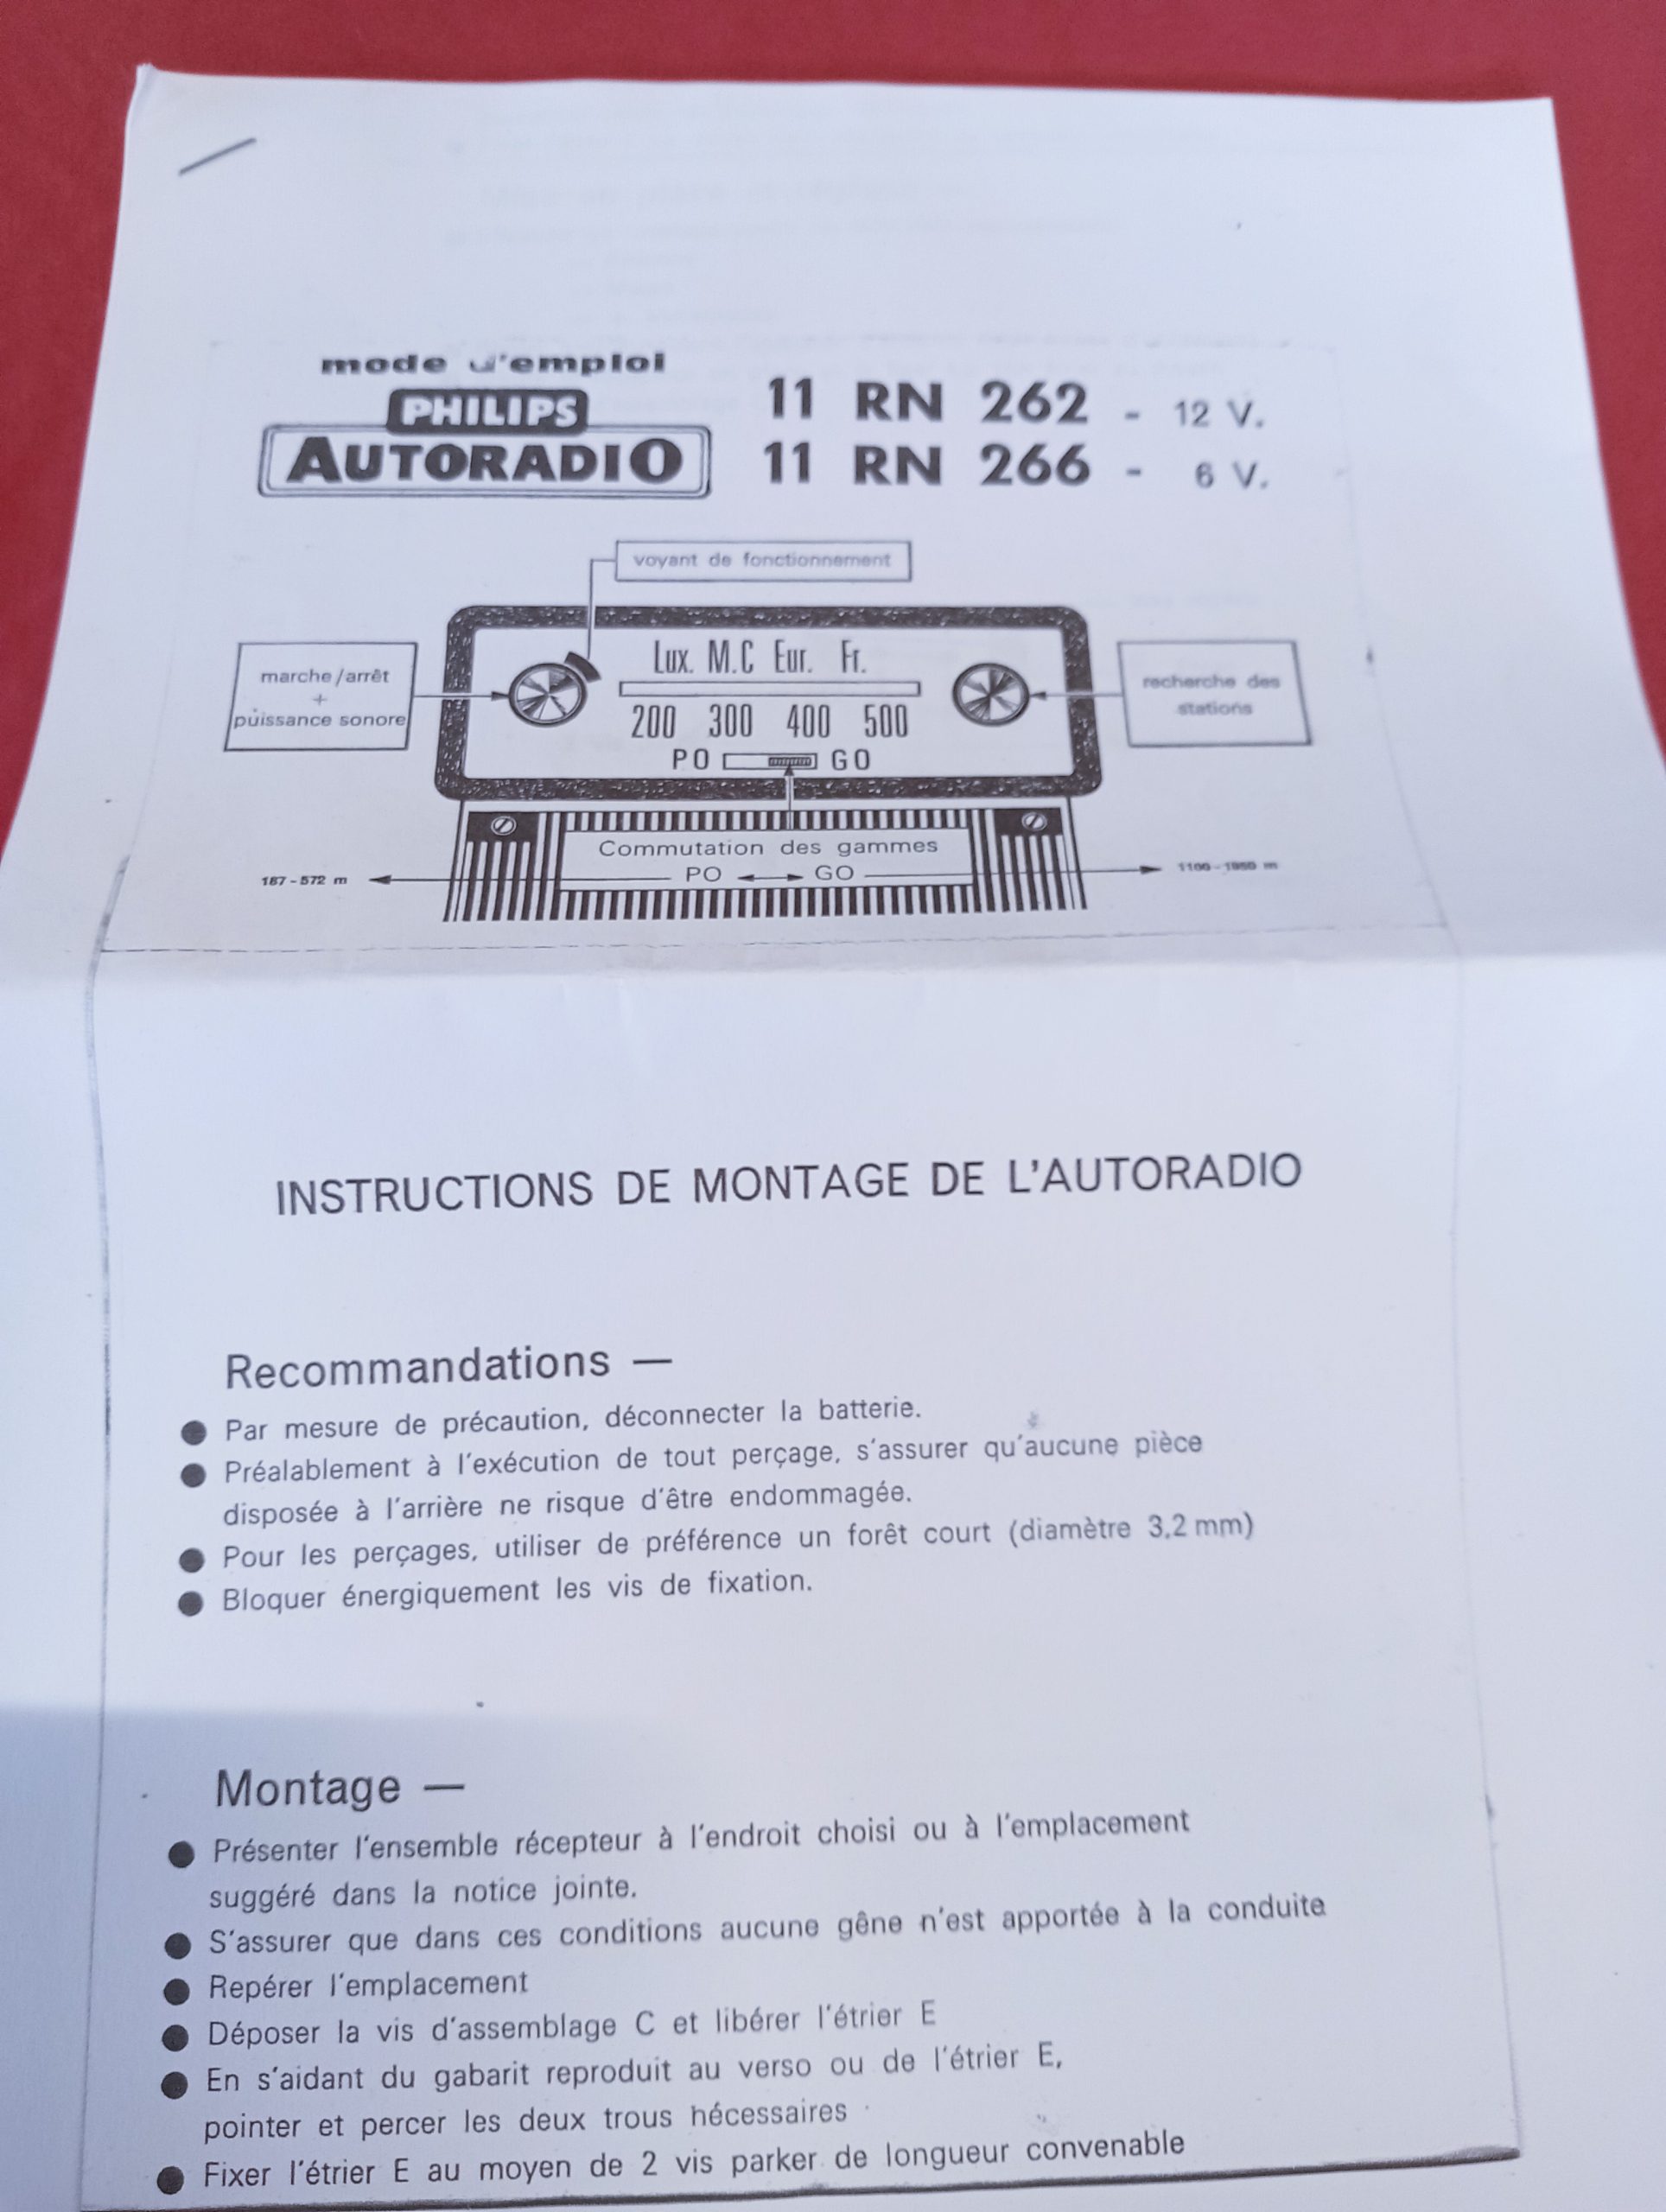 mode d'emploi
PHILIPS
AUTORADIO
11 RN 262 - 12 V.
11 RN 266 - 6 V.
voyant de fonctionnement
marche/arrêt
+
puissance sonore
Lux. M.C Eur. Fr.
200 300 400 500
PO GO
recherche des
stations
Commutation des gammes
PO GO
187-572 m
INSTRUCTIONS DE MONTAGE DE L'AUTORADIO
Recommandations —
● Par mesure de précaution, déconnecter la batterie.
● Préalablement à l'exécution de tout perçage, s'assurer qu'aucune pièce
disposée à l'arrière ne risque d'être endommagée.
● Pour les perçages, utiliser de préférence un forêt court (diamètre 3,2 mm)
● Bloquer énergiquement les vis de fixation.
Montage —
● Présenter l'ensemble récepteur à l'endroit choisi ou à l'emplacement
suggéré dans la notice jointe.
● S'assurer que dans ces conditions aucune gêne n'est apportée à la conduite
● Repérer l'emplacement
● Déposer la vis d'assemblage C et libérer l'étrier E
● En s'aidant du gabarit reproduit au verso ou de l'étrier E,
pointer et percer les deux trous nécessaires
● Fixer l'étrier E au moyen de 2 vis parker de longueur convenable